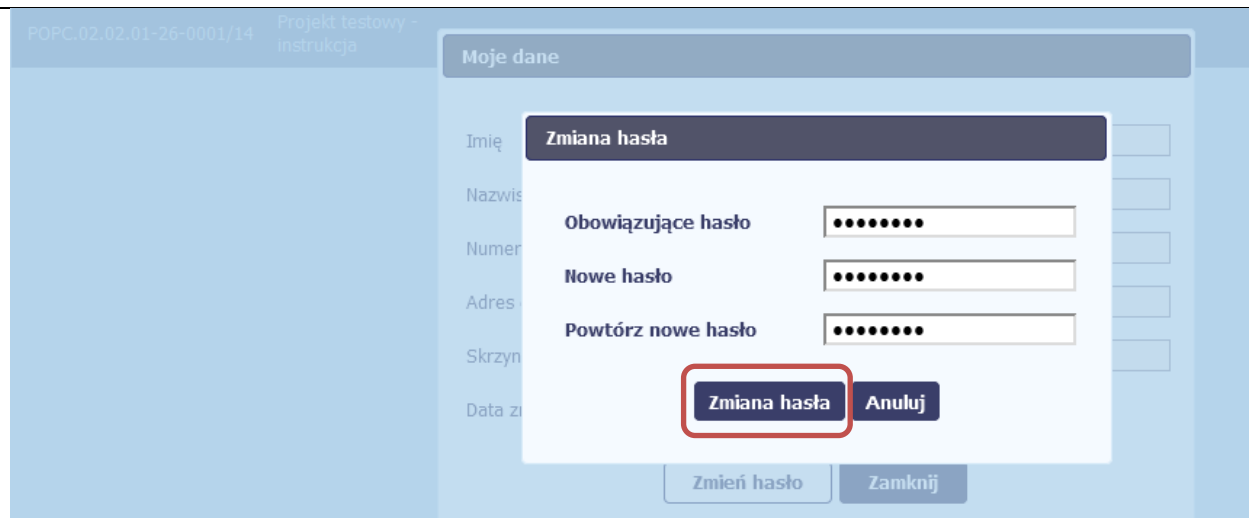 POPC.02.02.01-26-0001/14
Projekt testowy -
instrukcja
Moje dane
Imię
Zmiana hasła
Nazwis
Obowiązujące hasło
Numer
Nowe hasło
Adres
Powtórz nowe hasło
Skrzyn
Zmiana hasła Anuluj
Data
Zmień hasło Zamknij